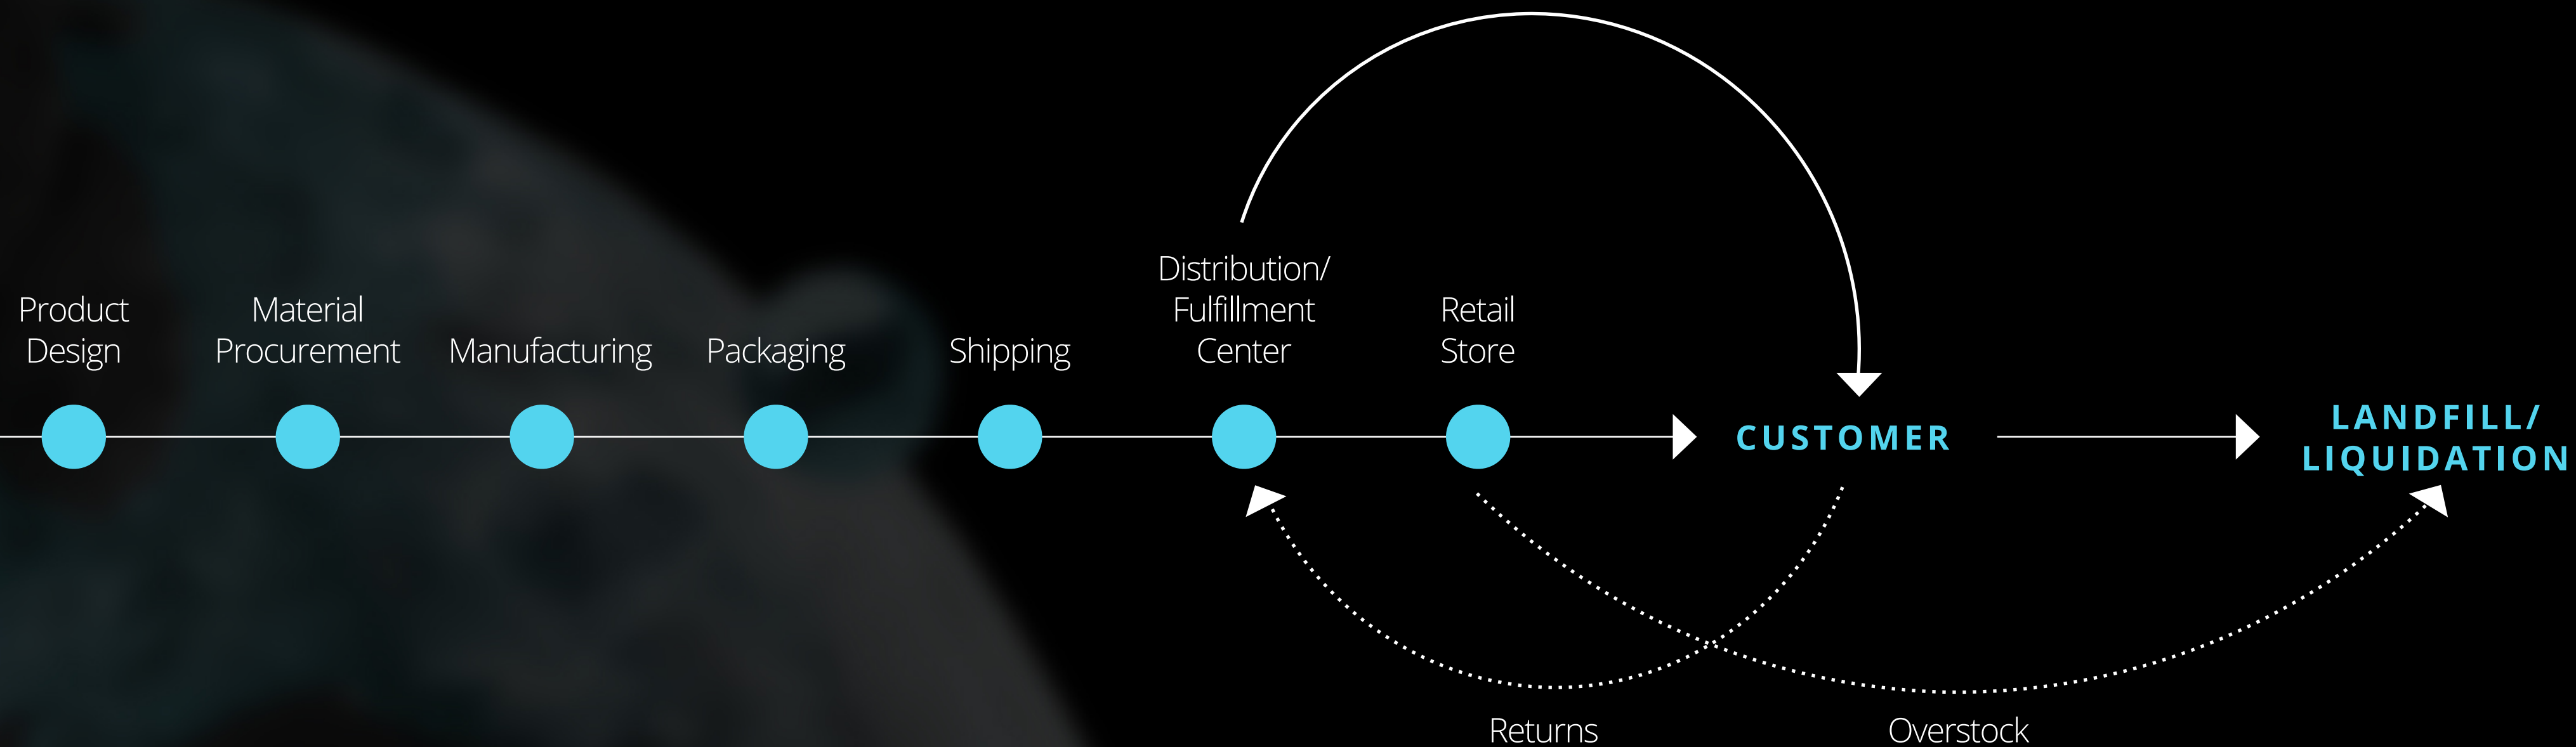 Product
Design
Material
Procurement
Manufacturing
Packaging
Shipping
Distribution/
Fulfillment
Center
Retail
Store
CUSTOMER
LANDFILL/
LIQUIDATION
Returns
Overstock